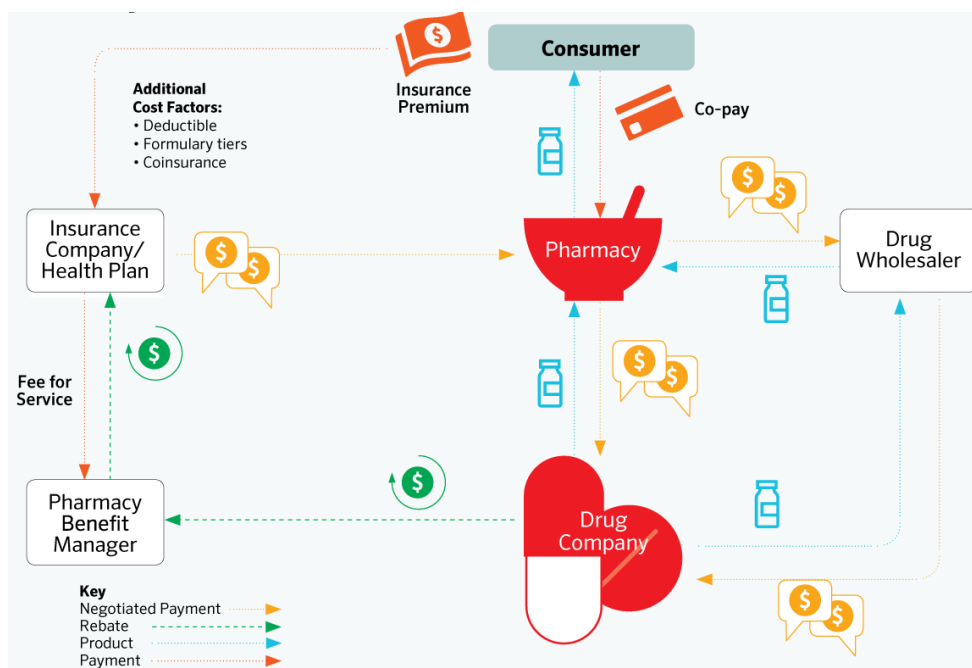 Consumer
Insurance
Premium
Co-pay
Additional
Cost Factors:
• Deductible
• Formulary tiers
• Coinsurance
Insurance
Company/
Health Plan
Pharmacy
Drug
Wholesaler
Fee for
Service
Pharmacy
Benefit
Manager
Drug
Company
Key
Negotiated Payment
Rebate
Product
Payment
$
$
$
$
$
$
$
$
$
$
$